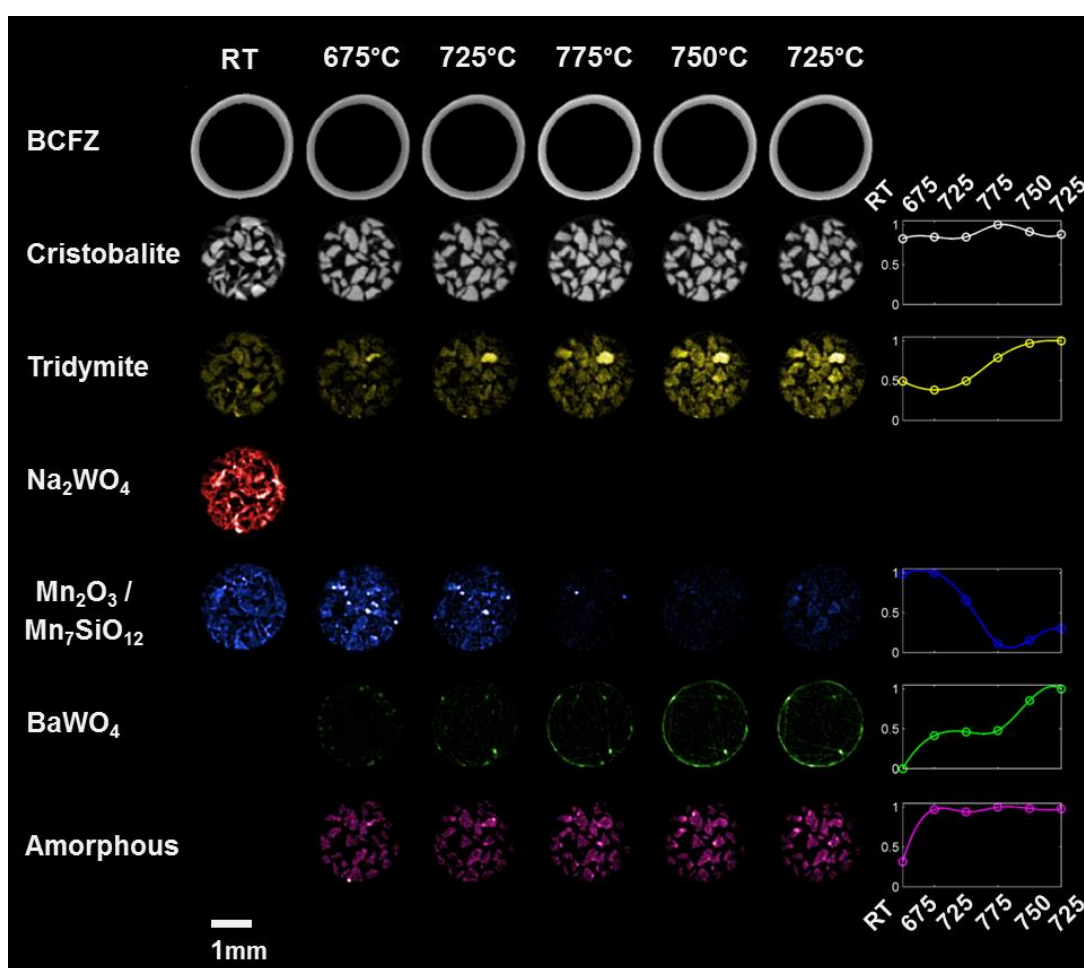 RT 675°C 725°C 775°C 750°C 725°C
BCFZ
RT 675 725 775 750 725
Cristobalite
1
0.5
0
Tridymite
1
0.5
0
Na₂WO₄
Mn₂O₃ /
Mn₇SiO₁₂
1
0.5
0
BaWO₄
1
0.5
0
Amorphous
1
0.5
0
RT 675 725 775 750 725
1mm